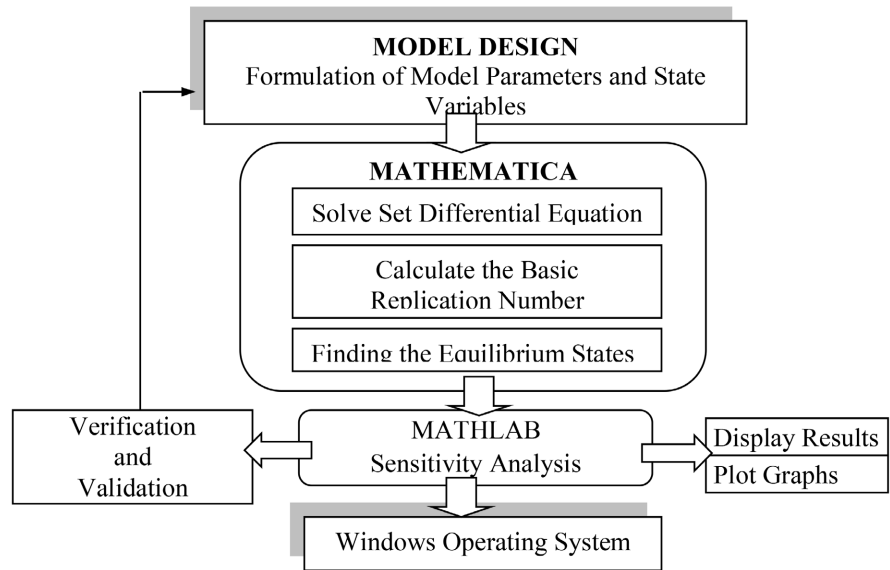 MODEL DESIGN
Formulation of Model Parameters and State
Variables
MATHEMATICA
Solve Set Differential Equation
Calculate the Basic
Replication Number
Finding the Equilibrium States
Verification
and
Validation
MATHLAB
Sensitivity Analysis
Display Results
Plot Graphs
Windows Operating System